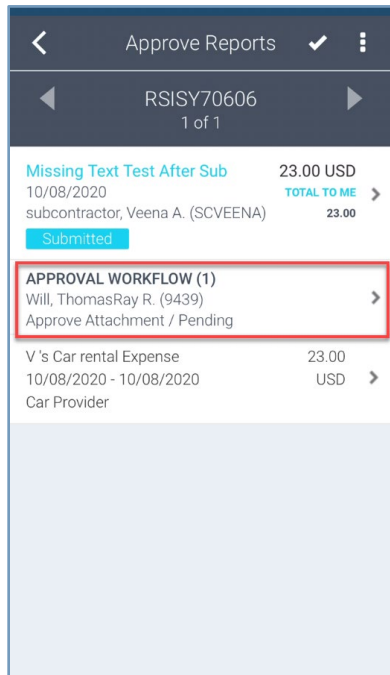 Approve Reports
RSISY70606
1 of 1
Missing Text Test After Sub
23.00 USD
10/08/2020
TOTAL TO ME
subcontractor, Veena A. (SCVEENA)
23.00
Submitted
APPROVAL WORKFLOW (1)
Will, ThomasRay R. (9439)
Approve Attachment / Pending
V 's Car rental Expense
23.00
10/08/2020 - 10/08/2020
USD
Car Provider